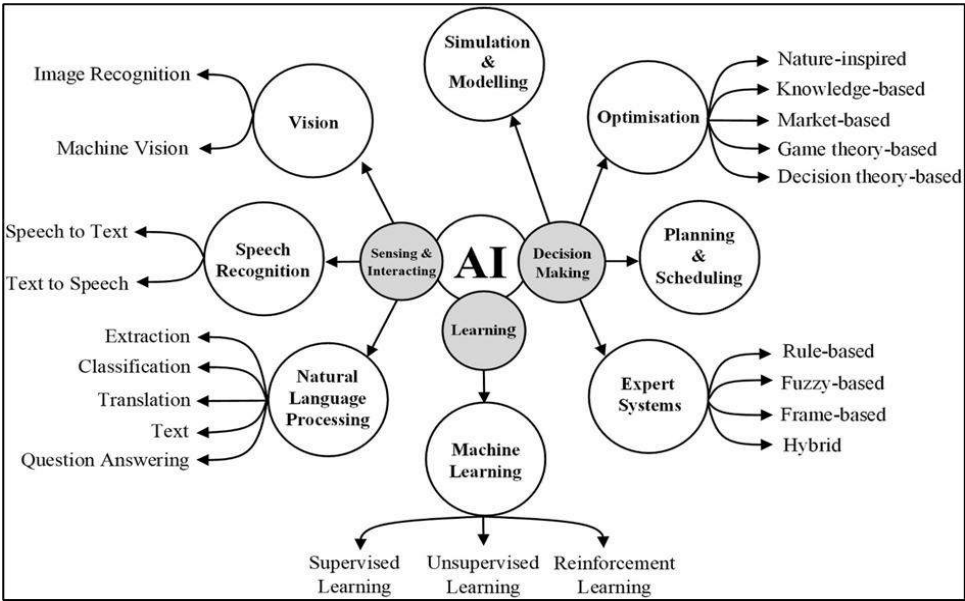 Simulation
&
Modelling
Image Recognition
Vision
Machine Vision
Optimisation
Nature-inspired
Knowledge-based
Market-based
Game theory-based
Decision theory-based
Speech to Text
Text to Speech
Speech
Recognition
Sensing &
Interacting
AI
Decision
Making
Planning
&
Scheduling
Learning
Extraction
Classification
Translation
Text
Question Answering
Natural
Language
Processing
Expert
Systems
Rule-based
Fuzzy-based
Frame-based
Hybrid
Machine
Learning
Supervised
Learning
Unsupervised
Learning
Reinforcement
Learning